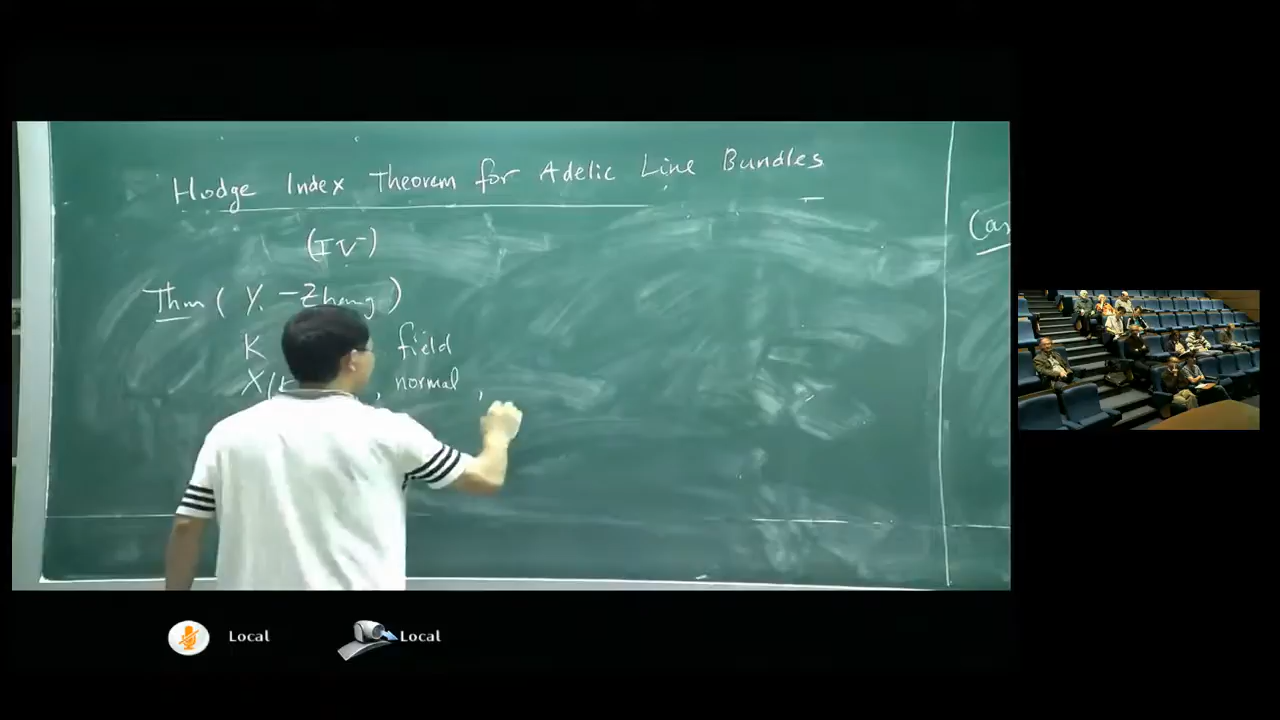 Hodge Index Theorem for Adelic Line Bundles
(IV)
Thm ( Y. - Zhang )
K field
X/ , normal ,
Local
Local